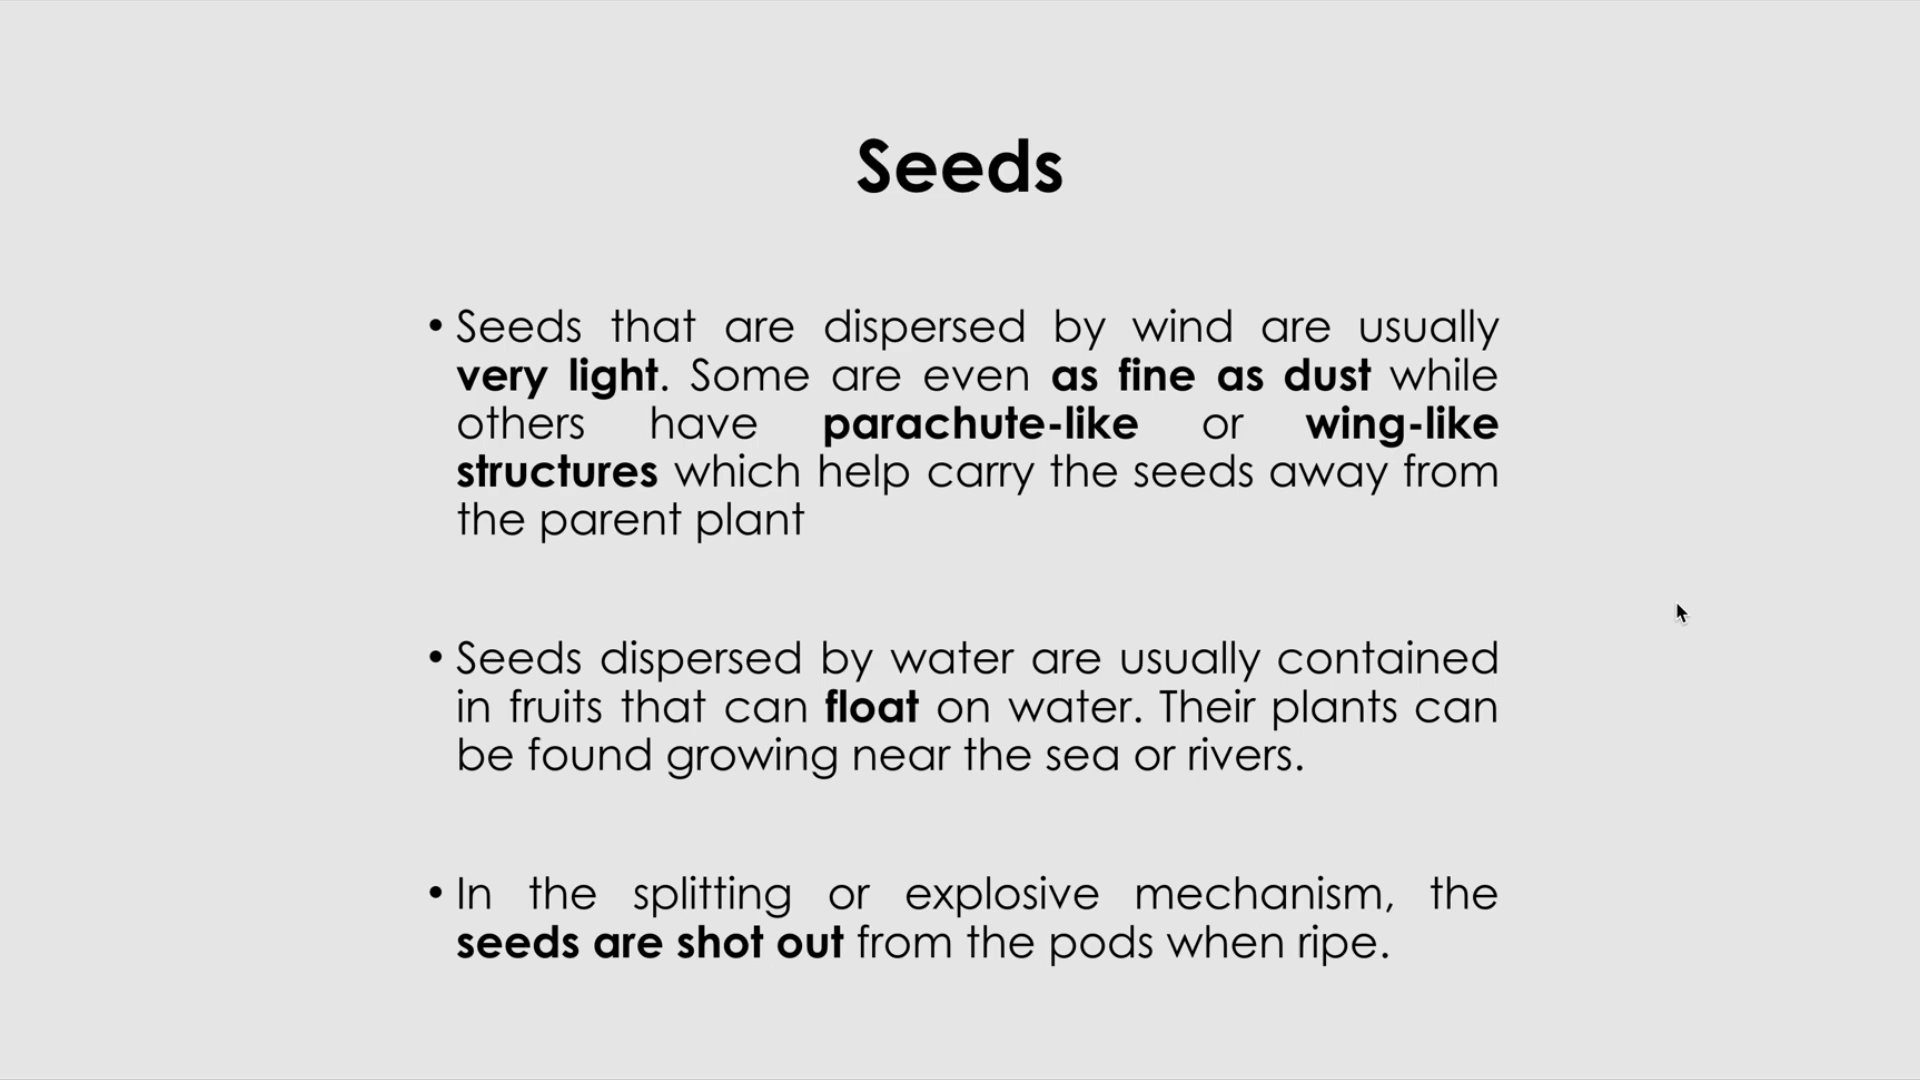 Seeds
• Seeds that are dispersed by wind are usually
very light. Some are even as fine as dust while
others have parachute-like or wing-like
structures which help carry the seeds away from
the parent plant
• Seeds dispersed by water are usually contained
in fruits that can float on water. Their plants can
be found growing near the sea or rivers.
• In the splitting or explosive mechanism, the
seeds are shot out from the pods when ripe.